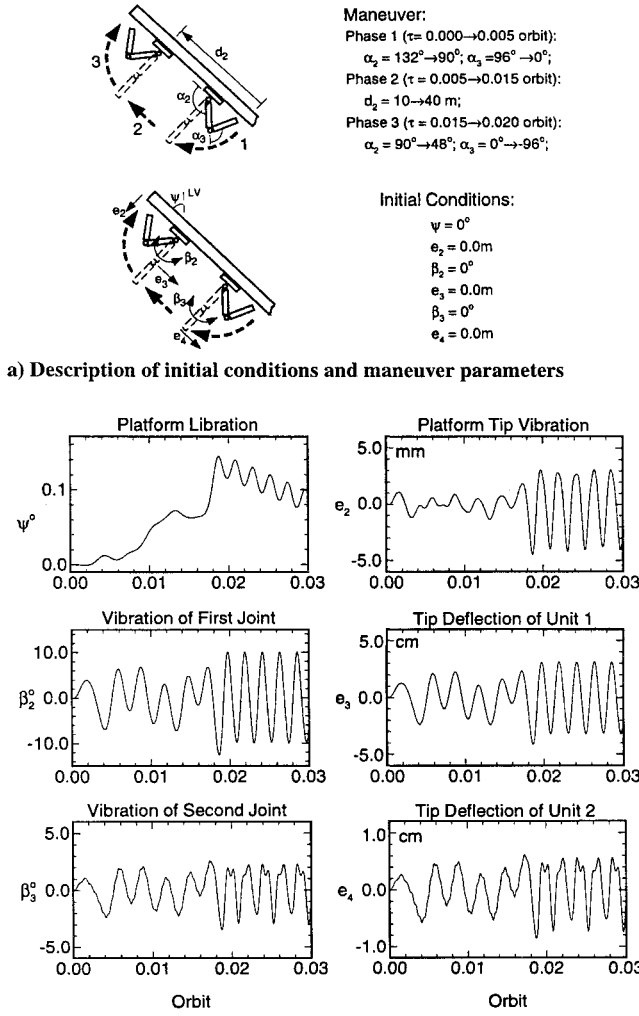 Maneuver:
Phase 1 (τ= 0.000→0.005 orbit):
α₂ = 132°→90°; α₃ =96° →0°;
Phase 2 (τ = 0.005→0.015 orbit):
d₂ = 10→40 m;
Phase 3 (τ = 0.015→0.020 orbit):
α₂ = 90°→48°; α₃ = 0°→-96°;
d₂
3
α₂
2
α₃
1
Initial Conditions:
ψ = 0°
e₂ = 0.0m
β₂ = 0°
e₃ = 0.0m
β₃ = 0°
e₄ = 0.0m
ψ
LV
e₂
β₂
e₃
β₃
e₄
a) Description of initial conditions and maneuver parameters
Platform Libration
ψ°
0.1
0.0
0.00 0.01 0.02 0.03
Platform Tip Vibration
mm
e₂
5.0
0.0
-5.0
0.00 0.01 0.02 0.03
Vibration of First Joint
β₂°
10.0
0.0
-10.0
0.00 0.01 0.02 0.03
Tip Deflection of Unit 1
cm
e₃
5.0
0.0
-5.0
0.00 0.01 0.02 0.03
Vibration of Second Joint
β₃°
5.0
0.0
-5.0
0.00 0.01 0.02 0.03
Orbit
Tip Deflection of Unit 2
cm
e₄
1.0
0.0
-1.0
0.00 0.01 0.02 0.03
Orbit